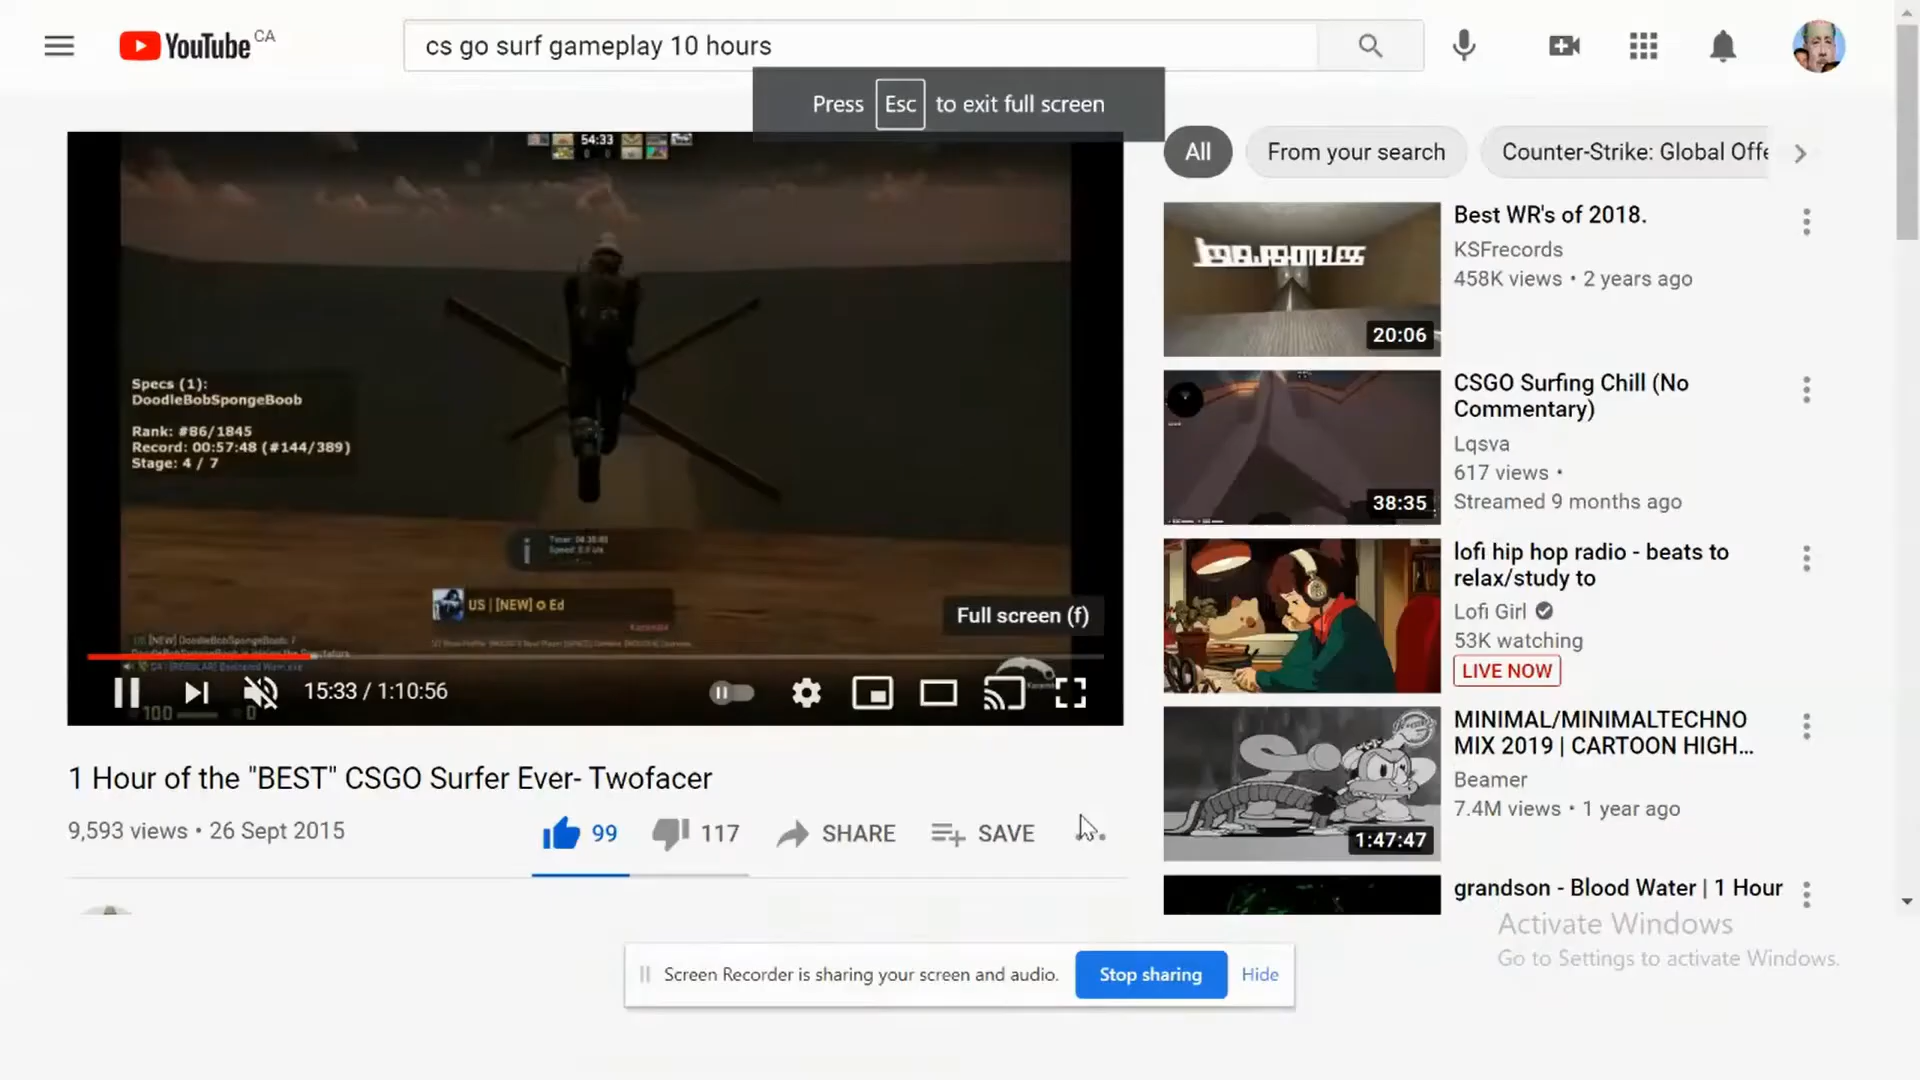 YouTube CA
cs go surf gameplay 10 hours
Press Esc to exit full screen
54:33
Specs (1):
DoodleBobSpongeBoob
Rank: #86/1845
Record: 00:57:48 (#144/389)
Stage: 4 / 7
US | [NEW] Ed
Full screen (f)
15:33 / 1:10:56
100
0
1 Hour of the "BEST" CSGO Surfer Ever- Twofacer
9,593 views • 26 Sept 2015
99
117
SHARE
SAVE
All
From your search
Counter-Strike: Global Offe
20:06
Best WR's of 2018.
KSFrecords
458K views • 2 years ago
38:35
CSGO Surfing Chill (No
Commentary)
Lqsva
617 views •
Streamed 9 months ago
lofi hip hop radio - beats to
relax/study to
Lofi Girl
53K watching
LIVE NOW
1:47:47
MINIMAL/MINIMALTECHNO
MIX 2019 | CARTOON HIGH...
Beamer
7.4M views • 1 year ago
grandson - Blood Water | 1 Hour
Activate Windows
Go to Settings to activate Windows.
Screen Recorder is sharing your screen and audio.
Stop sharing
Hide